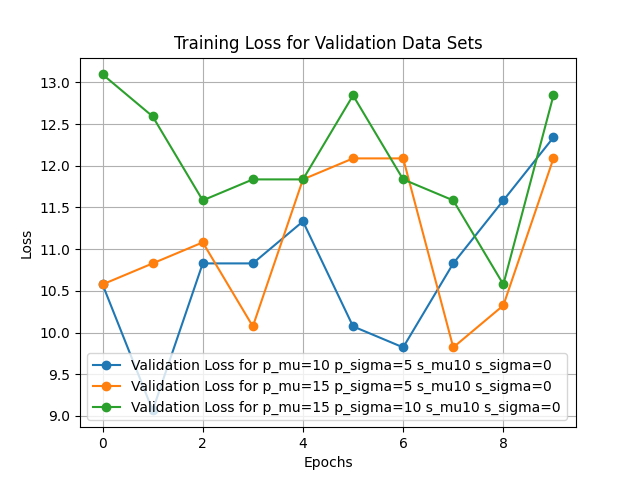 Training Loss for Validation Data Sets
13.0
12.5
12.0
11.5
11.0
10.5
10.0
9.5
9.0
Loss
Validation Loss for p_mu=10 p_sigma=5 s_mu10 s_sigma=0
Validation Loss for p_mu=15 p_sigma=5 s_mu10 s_sigma=0
Validation Loss for p_mu=15 p_sigma=10 s_mu10 s_sigma=0
0 2 4 6 8
Epochs